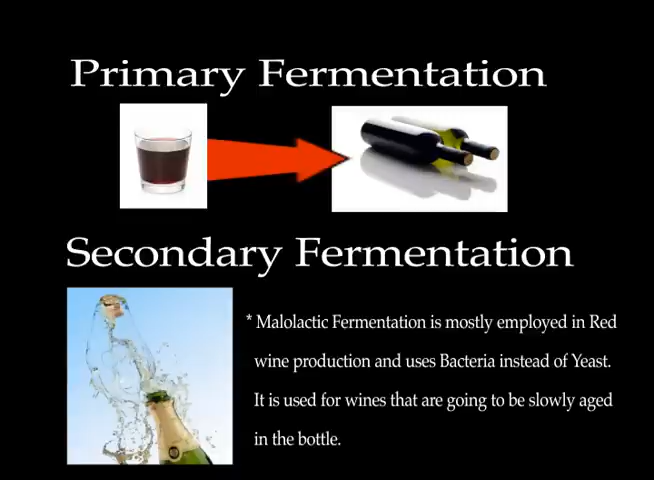 Primary Fermentation
Secondary Fermentation
* Malolactic Fermentation is mostly employed in Red
wine production and uses Bacteria instead of Yeast.
It is used for wines that are going to be slowly aged
in the bottle.